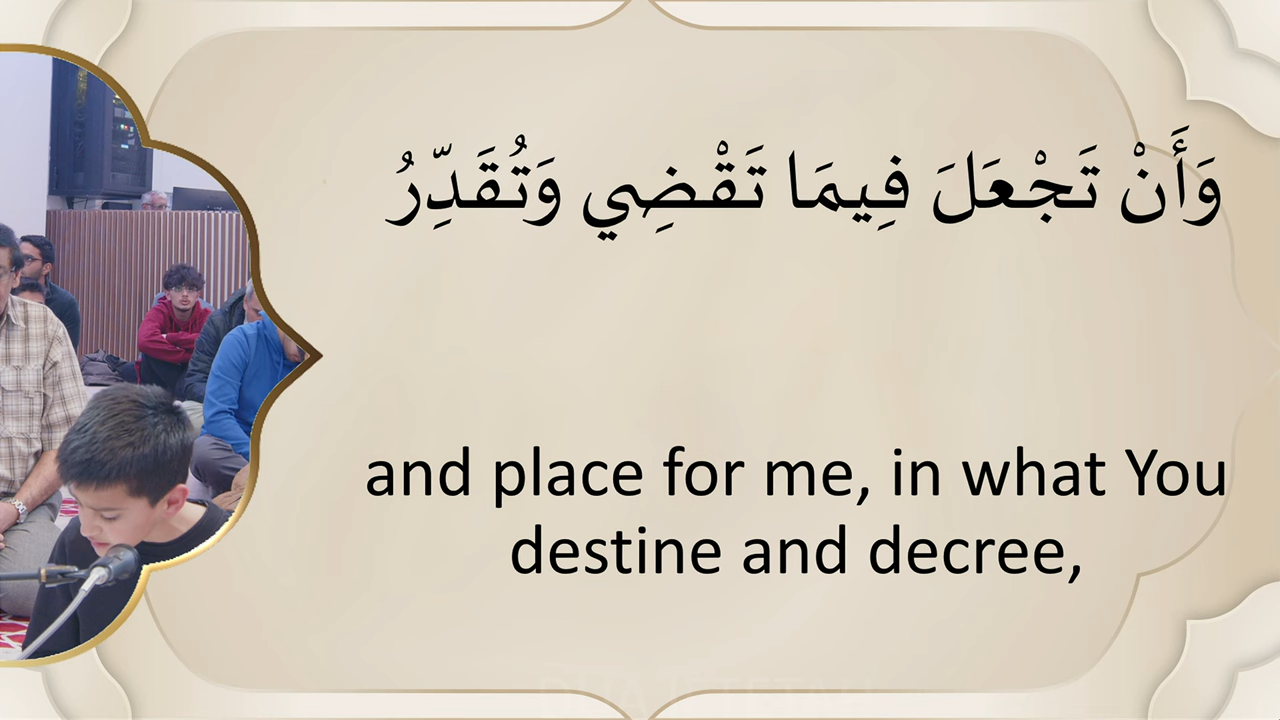 وَأَنْ تَجْعَلَ فِيمَا تَقْضِي وَتُقَدِّرُ
and place for me, in what You
destine and decree,